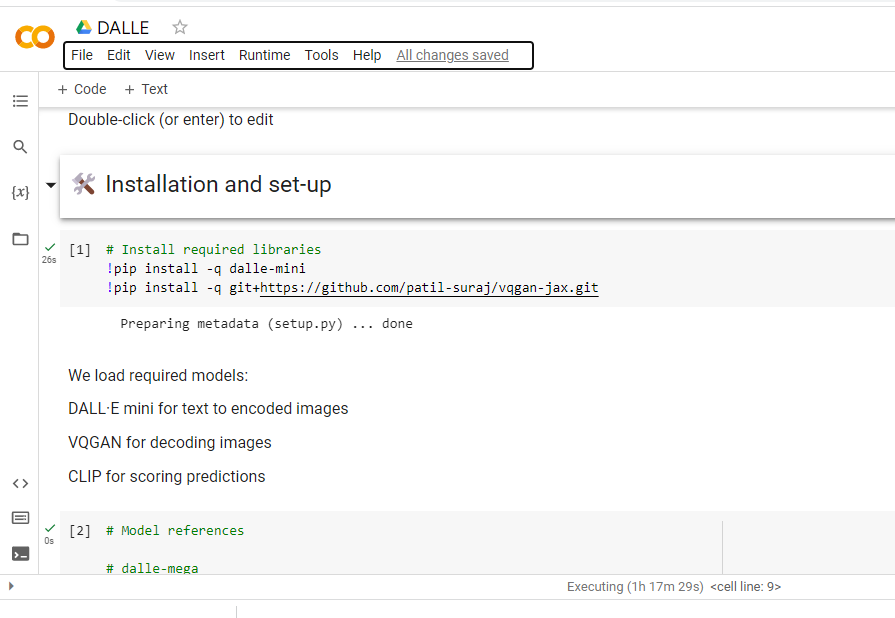 DALLE
File Edit View Insert Runtime Tools Help All changes saved
+ Code + Text
Double-click (or enter) to edit
Installation and set-up
[1] # Install required libraries
26s
!pip install -q dalle-mini
!pip install -q git+https://github.com/patil-suraj/vqgan-jax.git
Preparing metadata (setup.py) ... done
We load required models:
DALL·E mini for text to encoded images
VQGAN for decoding images
CLIP for scoring predictions
[2] # Model references
0s
# dalle-mega
Executing (1h 17m 29s) <cell line: 9>